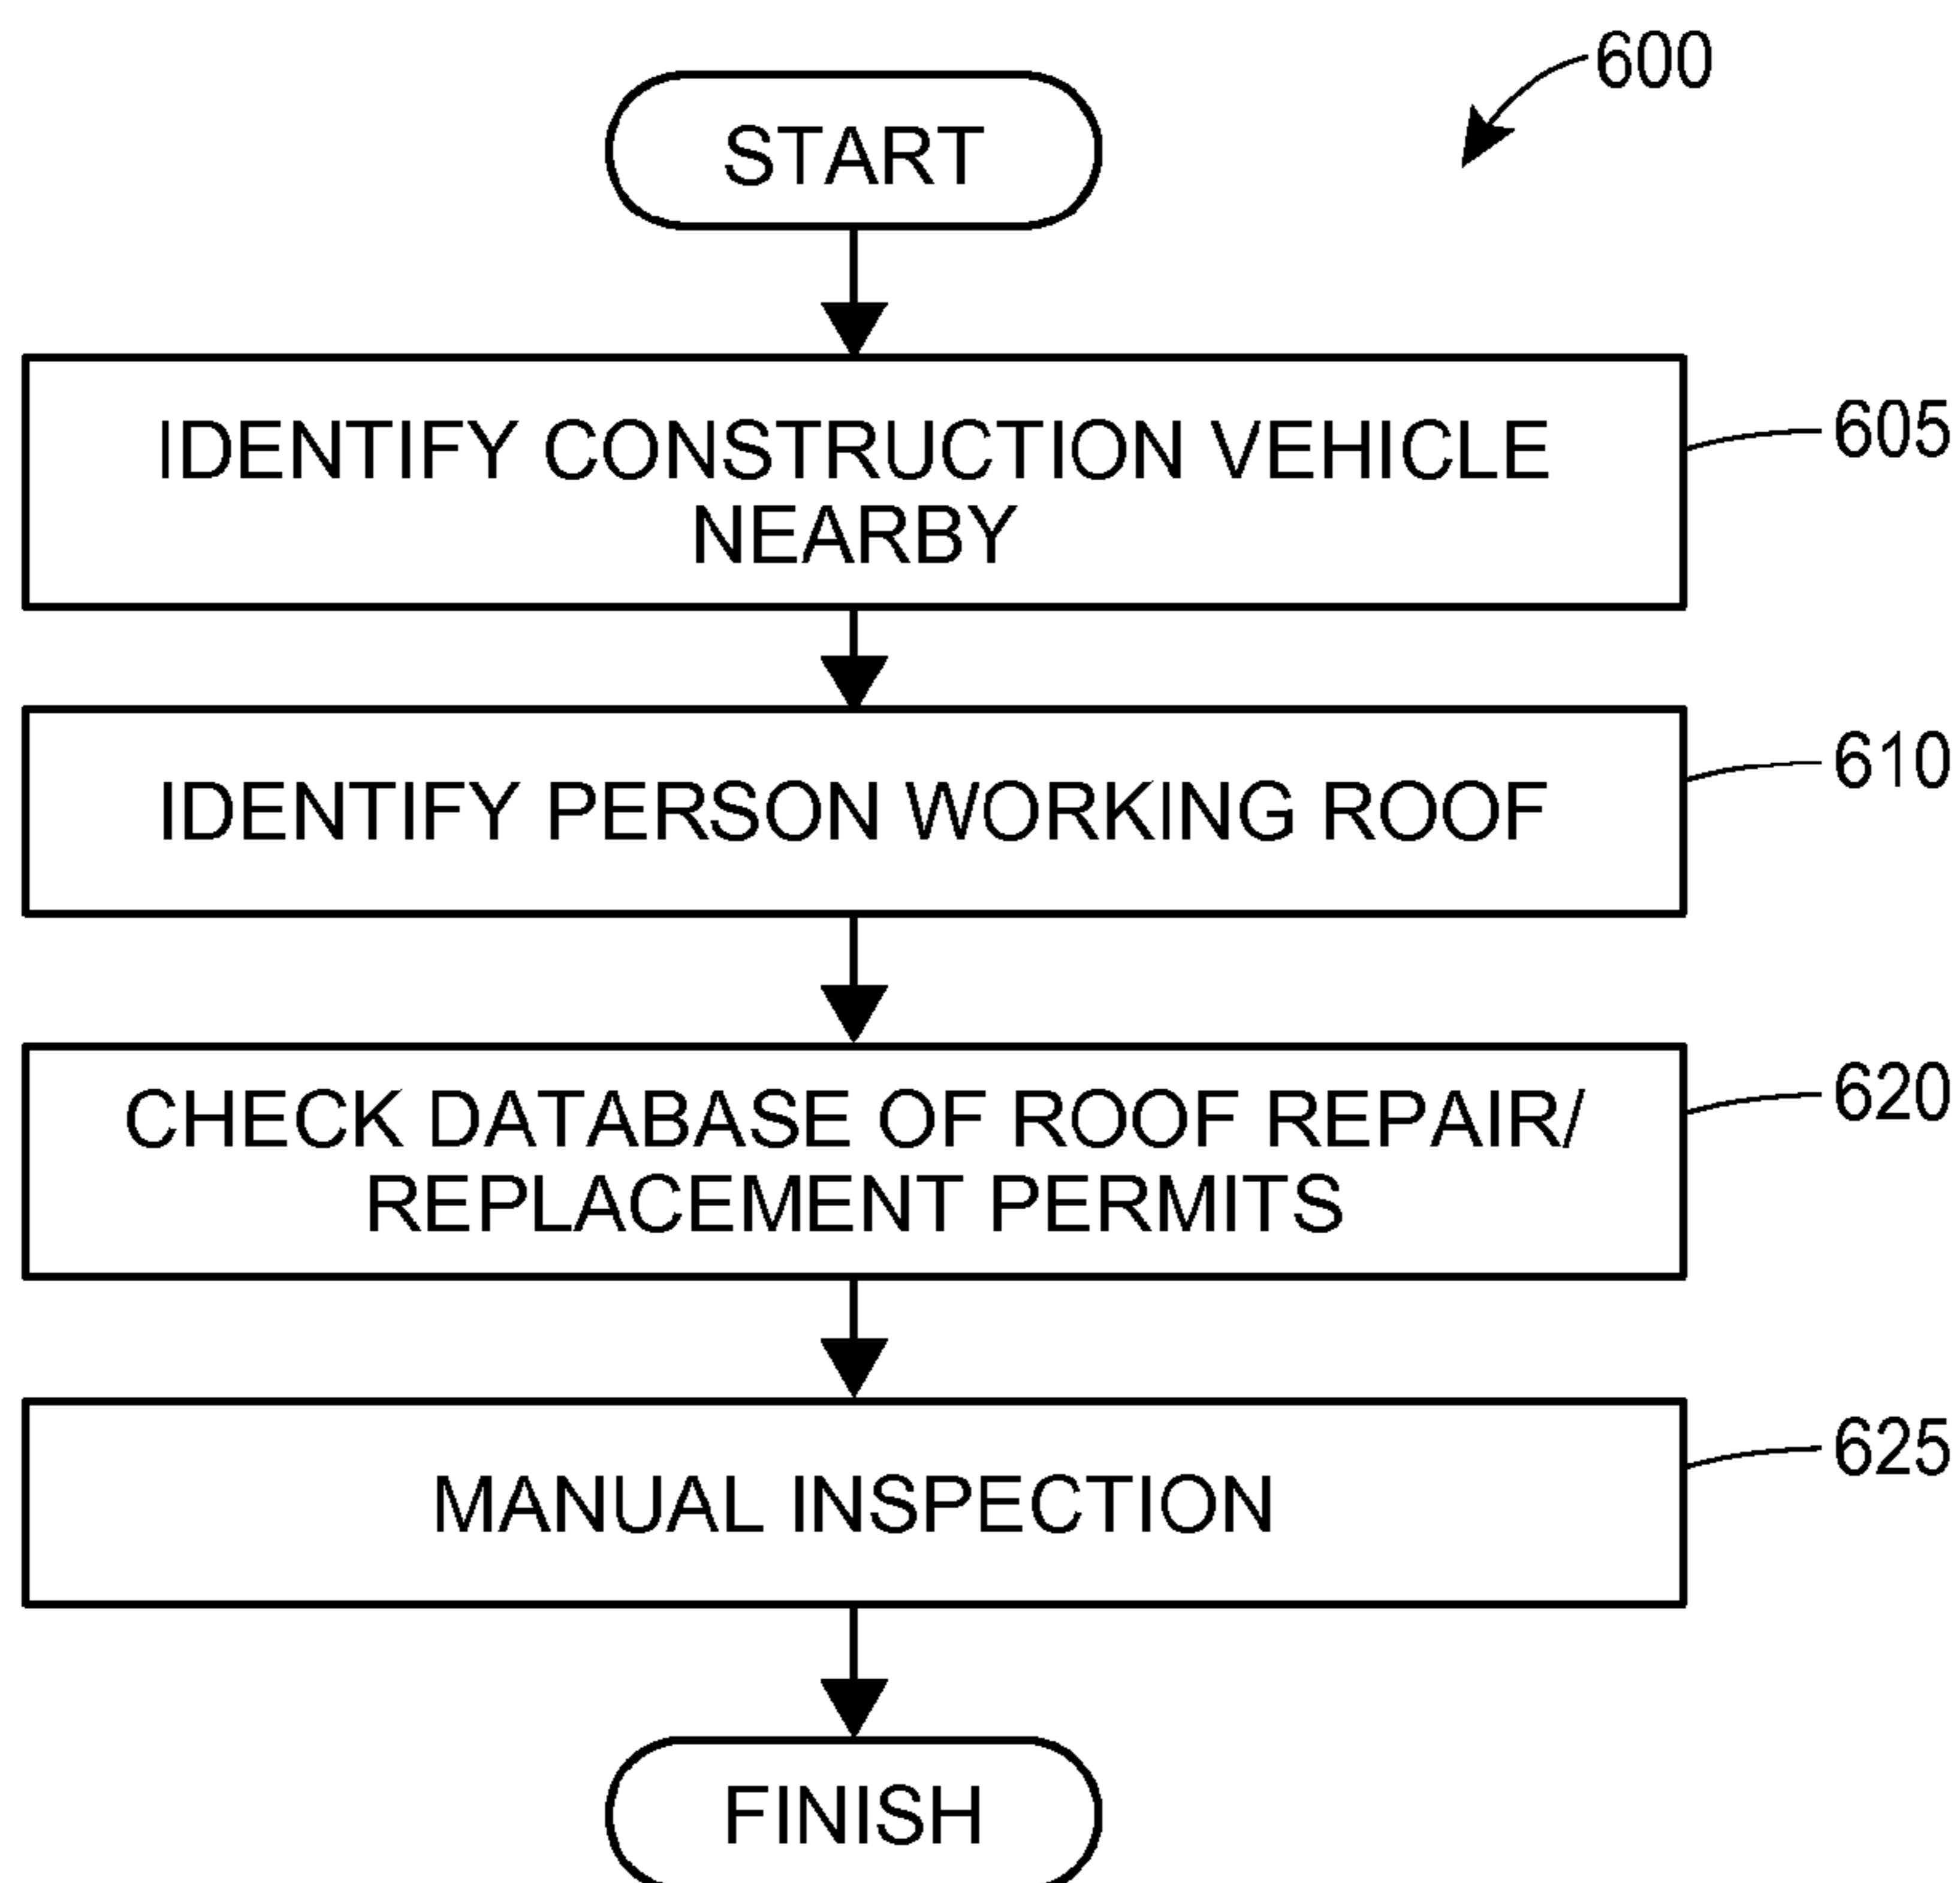 600
START
IDENTIFY CONSTRUCTION VEHICLE
NEARBY
605
IDENTIFY PERSON WORKING ROOF
610
CHECK DATABASE OF ROOF REPAIR/
REPLACEMENT PERMITS
620
MANUAL INSPECTION
625
FINISH